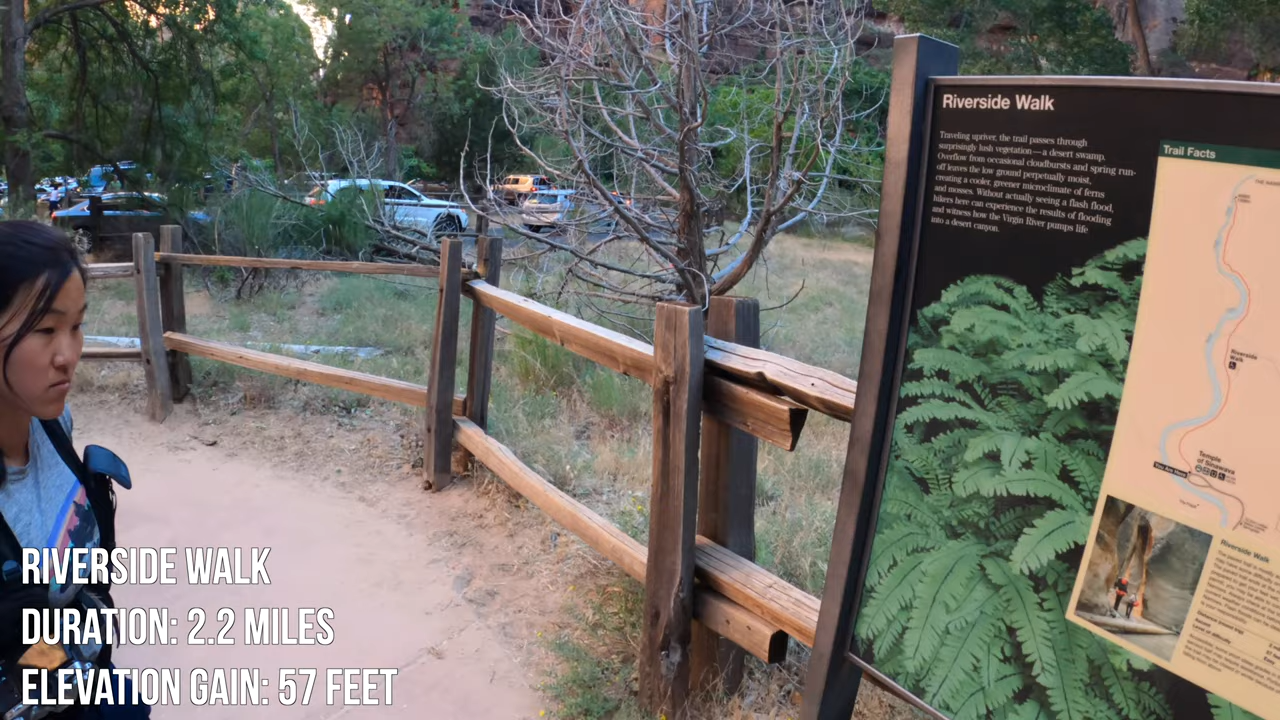 Riverside Walk
Traveling upriver, the trail passes through
surprisingly lush vegetation—a desert swamp.
Overflow from occasional cloudbursts and spring run-
off leaves the low ground perpetually moist,
creating a cooler, greener microclimate of ferns
and mosses. Without actually seeing a flash flood,
hikers here can experience the results of flooding
and witness how the Virgin River pumps life
into a desert canyon.
Trail Facts
Riverside
Walk
Temple
of Sinawava
You Are Here
Riverside Walk
RIVERSIDE WALK
DURATION: 2.2 MILES
ELEVATION GAIN: 57 FEET